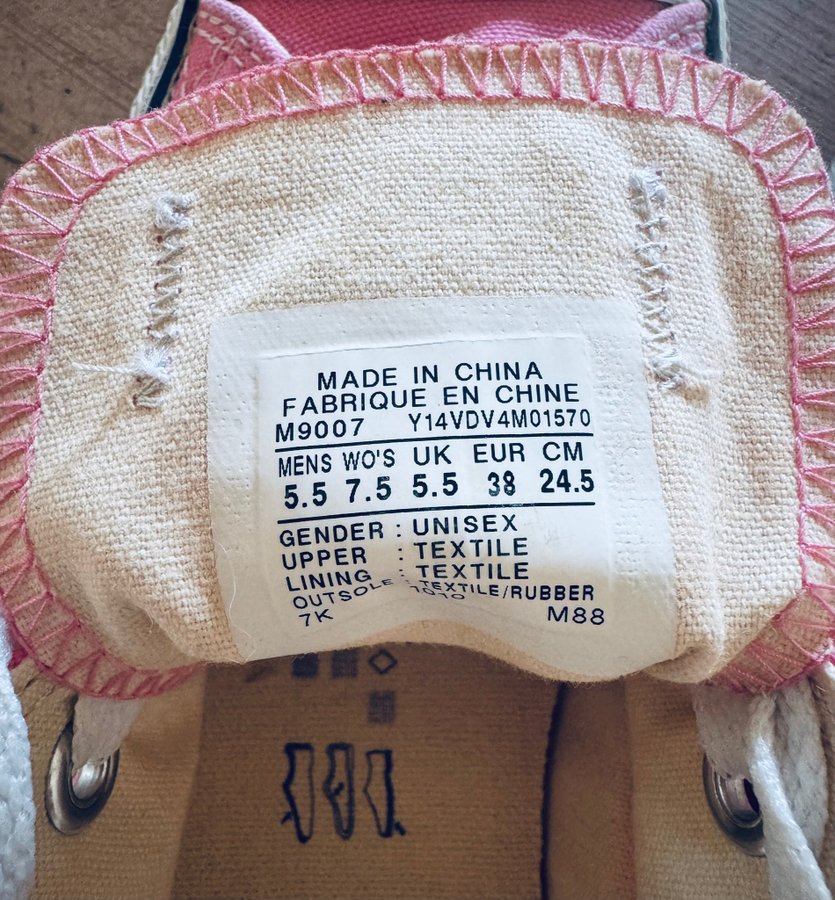 MADE IN CHINA
FABRIQUE EN CHINE
M9007 Y14VDV4M01570
MENS WO'S UK EUR CM
5.5 7.5 5.5 38 24.5
GENDER : UNISEX
UPPER : TEXTILE
LINING : TEXTILE
OUTSOLE : TEXTILE/RUBBER
7K 1010 M88